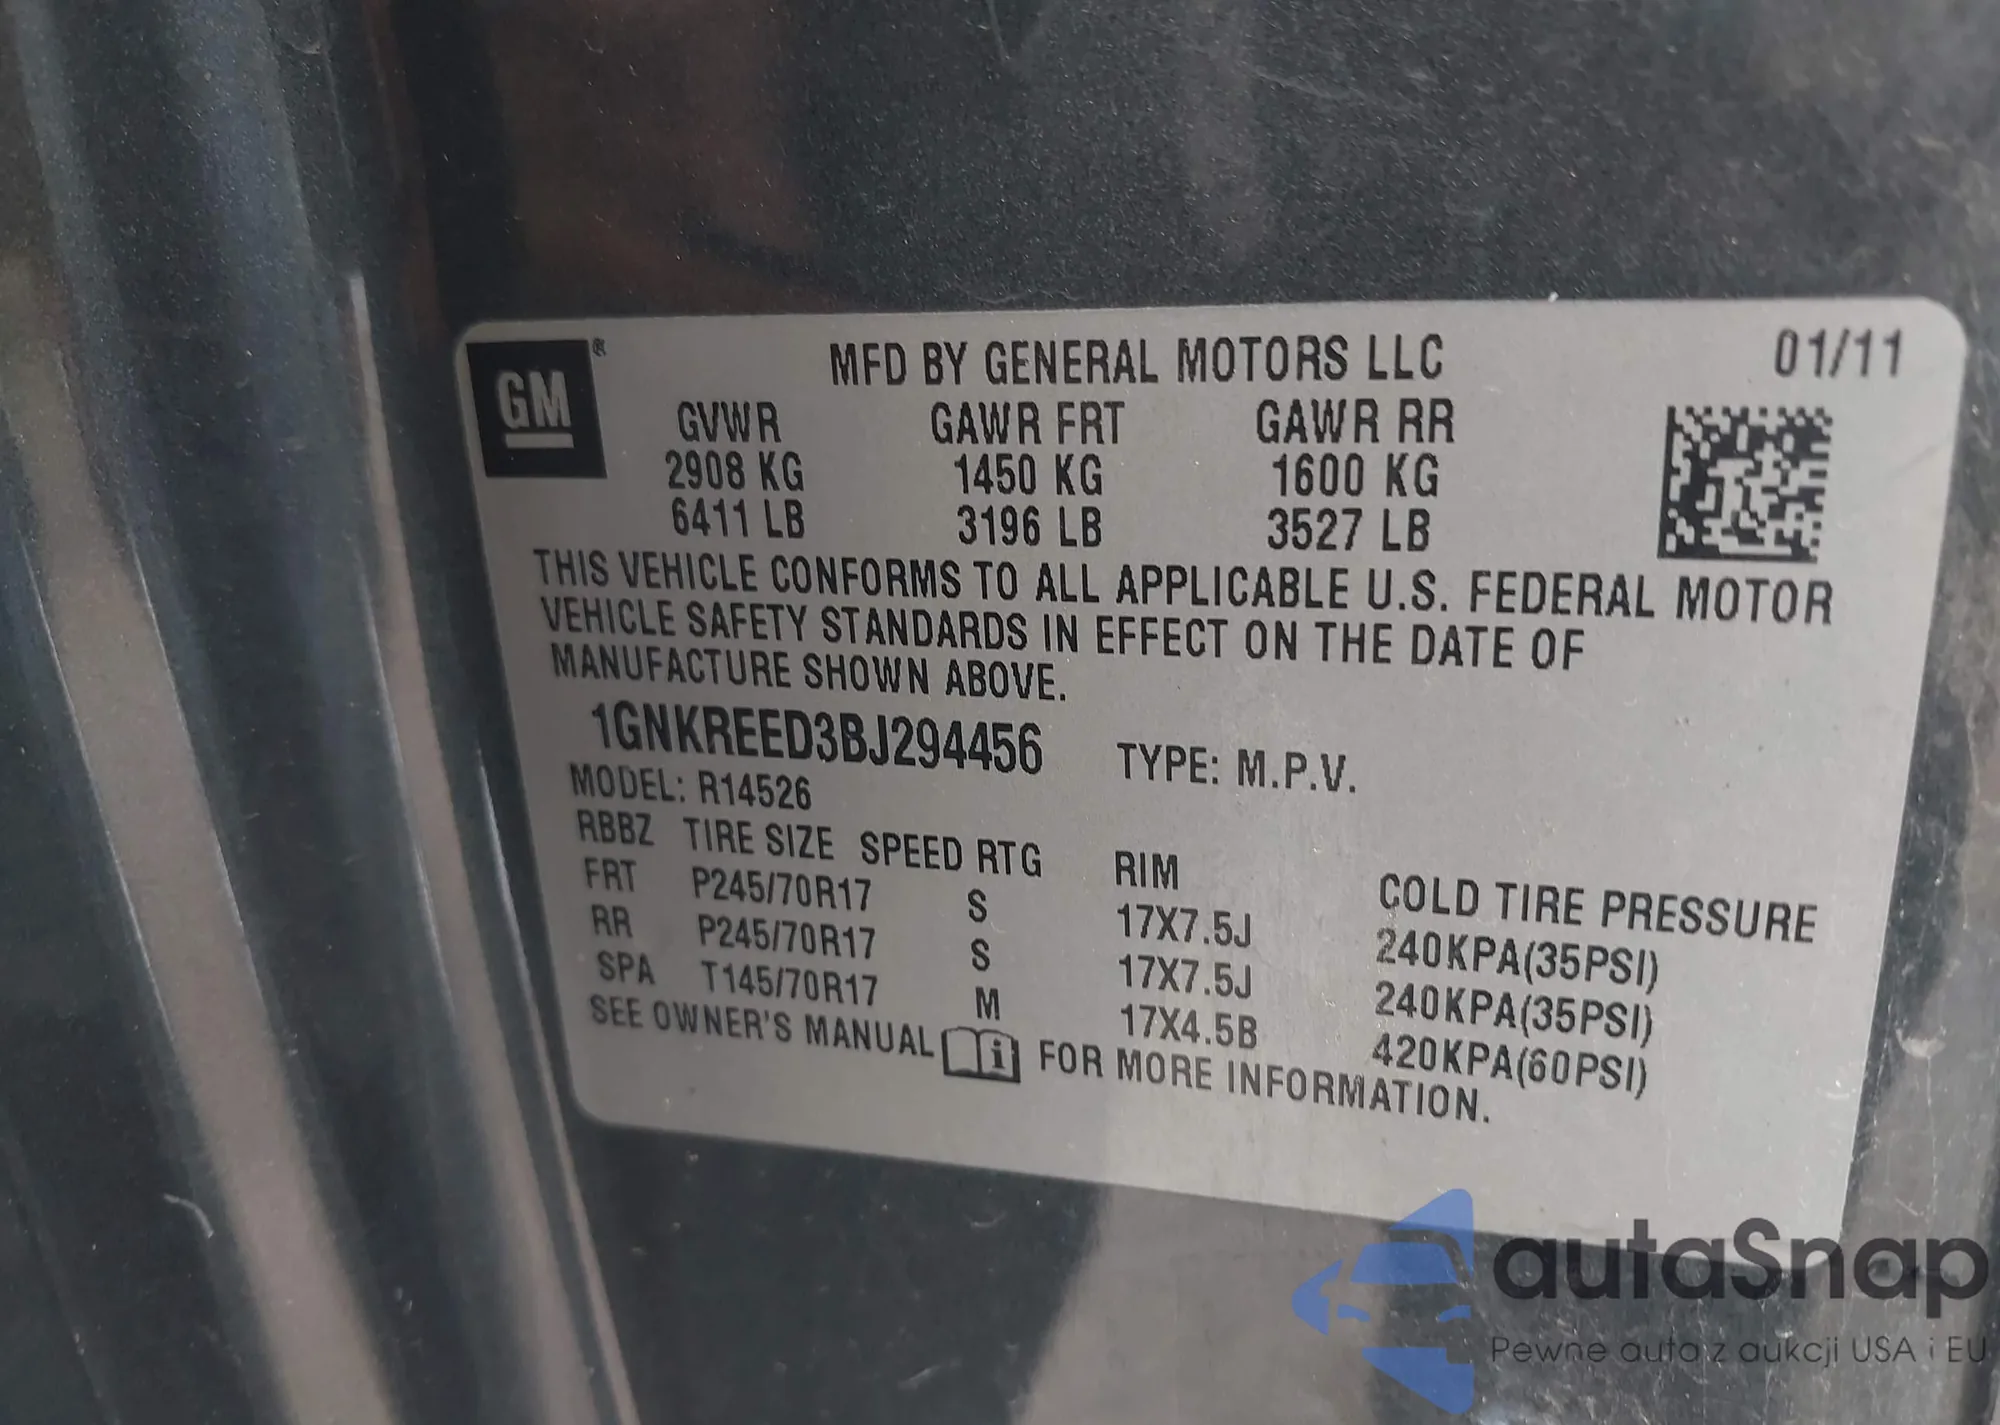 GM ®
MFD BY GENERAL MOTORS LLC 01/11
GVWR GAWR FRT GAWR RR
2908 KG 1450 KG 1600 KG
6411 LB 3196 LB 3527 LB
THIS VEHICLE CONFORMS TO ALL APPLICABLE U.S. FEDERAL MOTOR
VEHICLE SAFETY STANDARDS IN EFFECT ON THE DATE OF
MANUFACTURE SHOWN ABOVE.
1GNKREED3BJ294456 TYPE: M.P.V.
MODEL: R14526
RBBZ TIRE SIZE SPEED RTG RIM COLD TIRE PRESSURE
FRT P245/70R17 S 17X7.5J 240KPA(35PSI)
RR P245/70R17 S 17X7.5J 240KPA(35PSI)
SPA T145/70R17 M 17X4.5B 420KPA(60PSI)
SEE OWNER'S MANUAL i FOR MORE INFORMATION.
autaSnap
Pewne auta z aukcji USA i EU